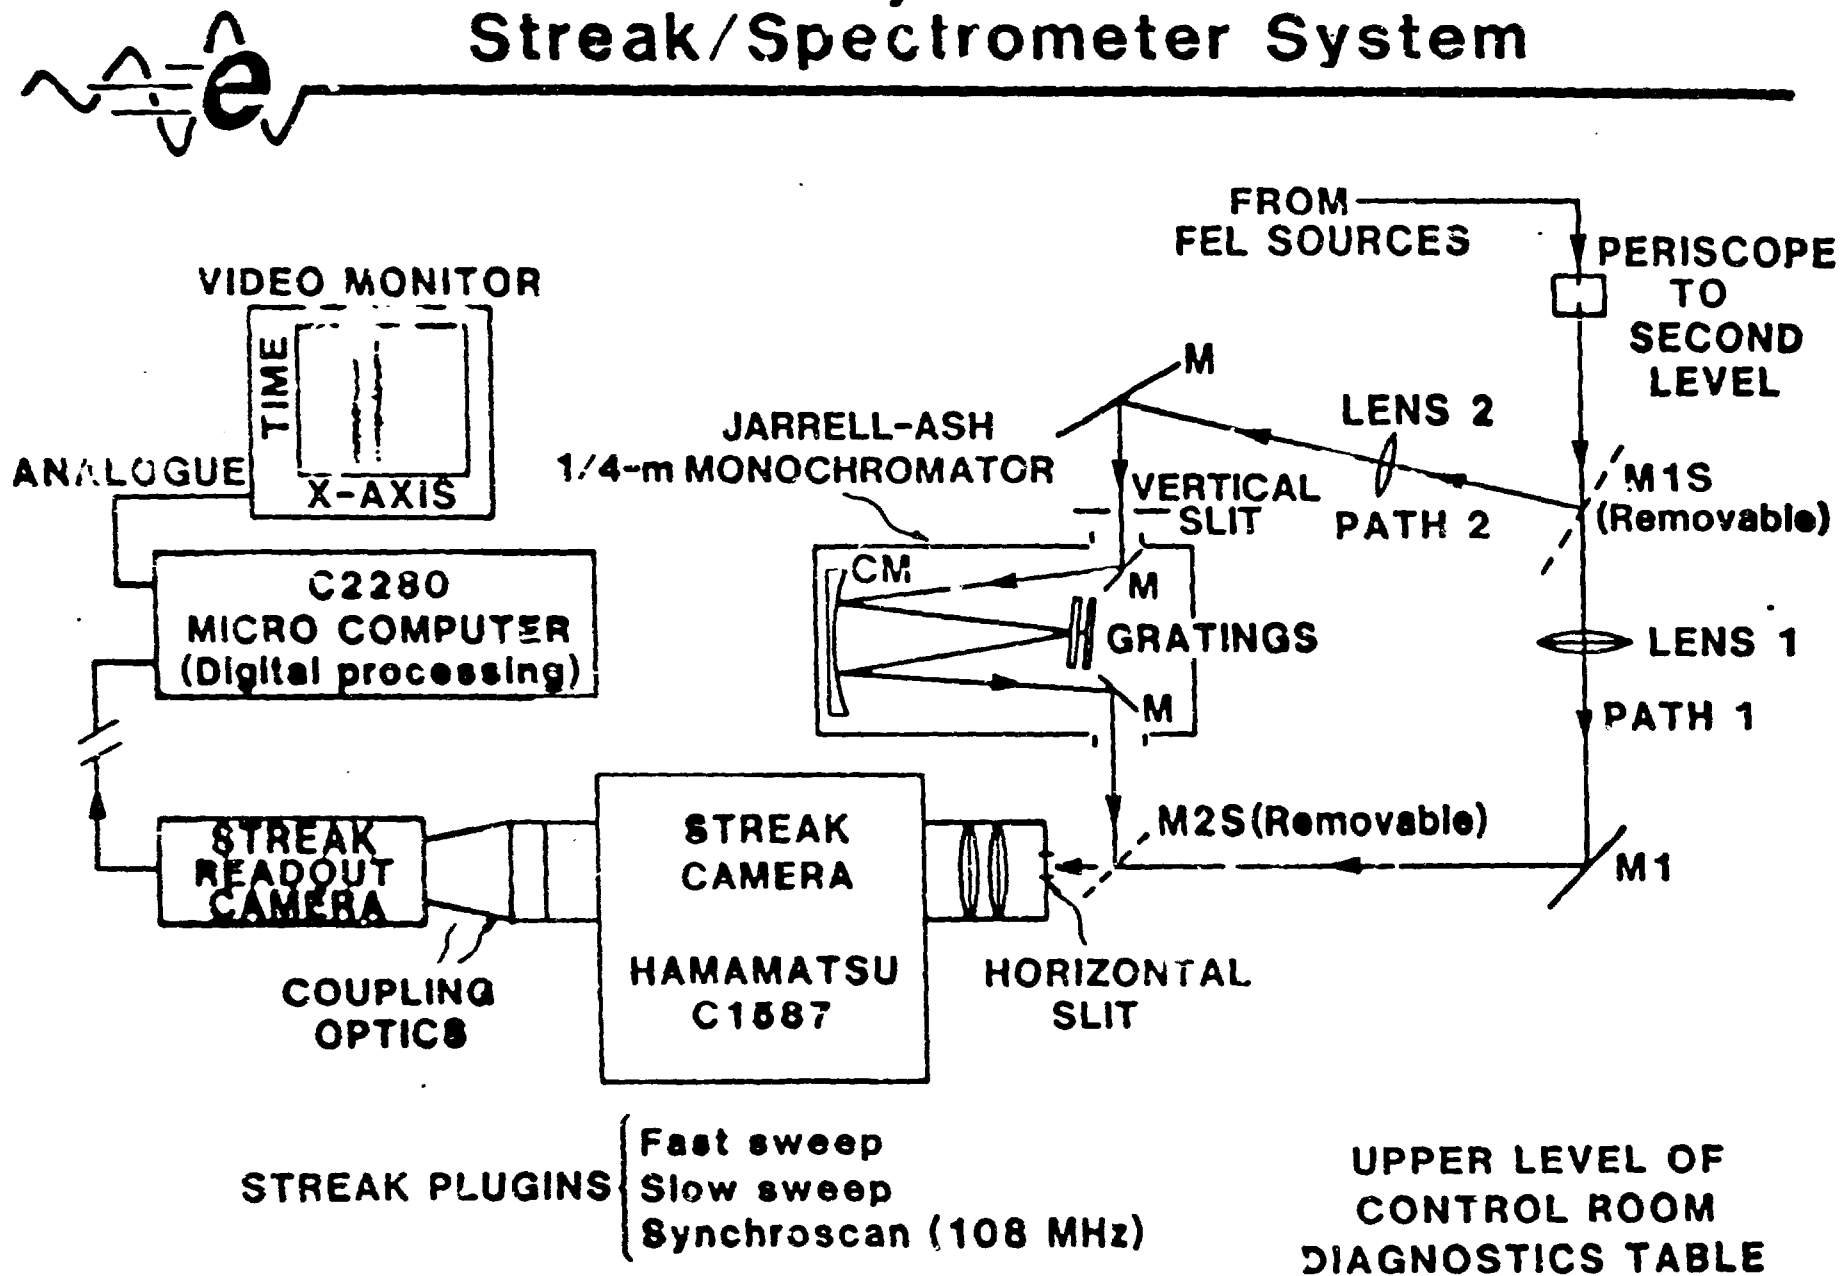 Streak/Spectrometer System
e
FROM
FEL SOURCES
PERISCOPE
TO
SECOND
LEVEL
VIDEO MONITOR
TIME
X-AXIS
ANALOGUE
M
LENS 2
JARRELL-ASH
1/4-m MONOCHROMATOR
VERTICAL
SLIT
PATH 2
M1S
(Removable)
C2280
MICRO COMPUTER
(Digital processing)
CM
M
GRATINGS
M
LENS 1
PATH 1
STREAK
READOUT
CAMERA
STREAK
CAMERA
HAMAMATSU
C1587
M2S(Removable)
M1
COUPLING
OPTICS
HORIZONTAL
SLIT
STREAK PLUGINS
Fast sweep
Slow sweep
Synchroscan (108 MHz)
UPPER LEVEL OF
CONTROL ROOM
DIAGNOSTICS TABLE